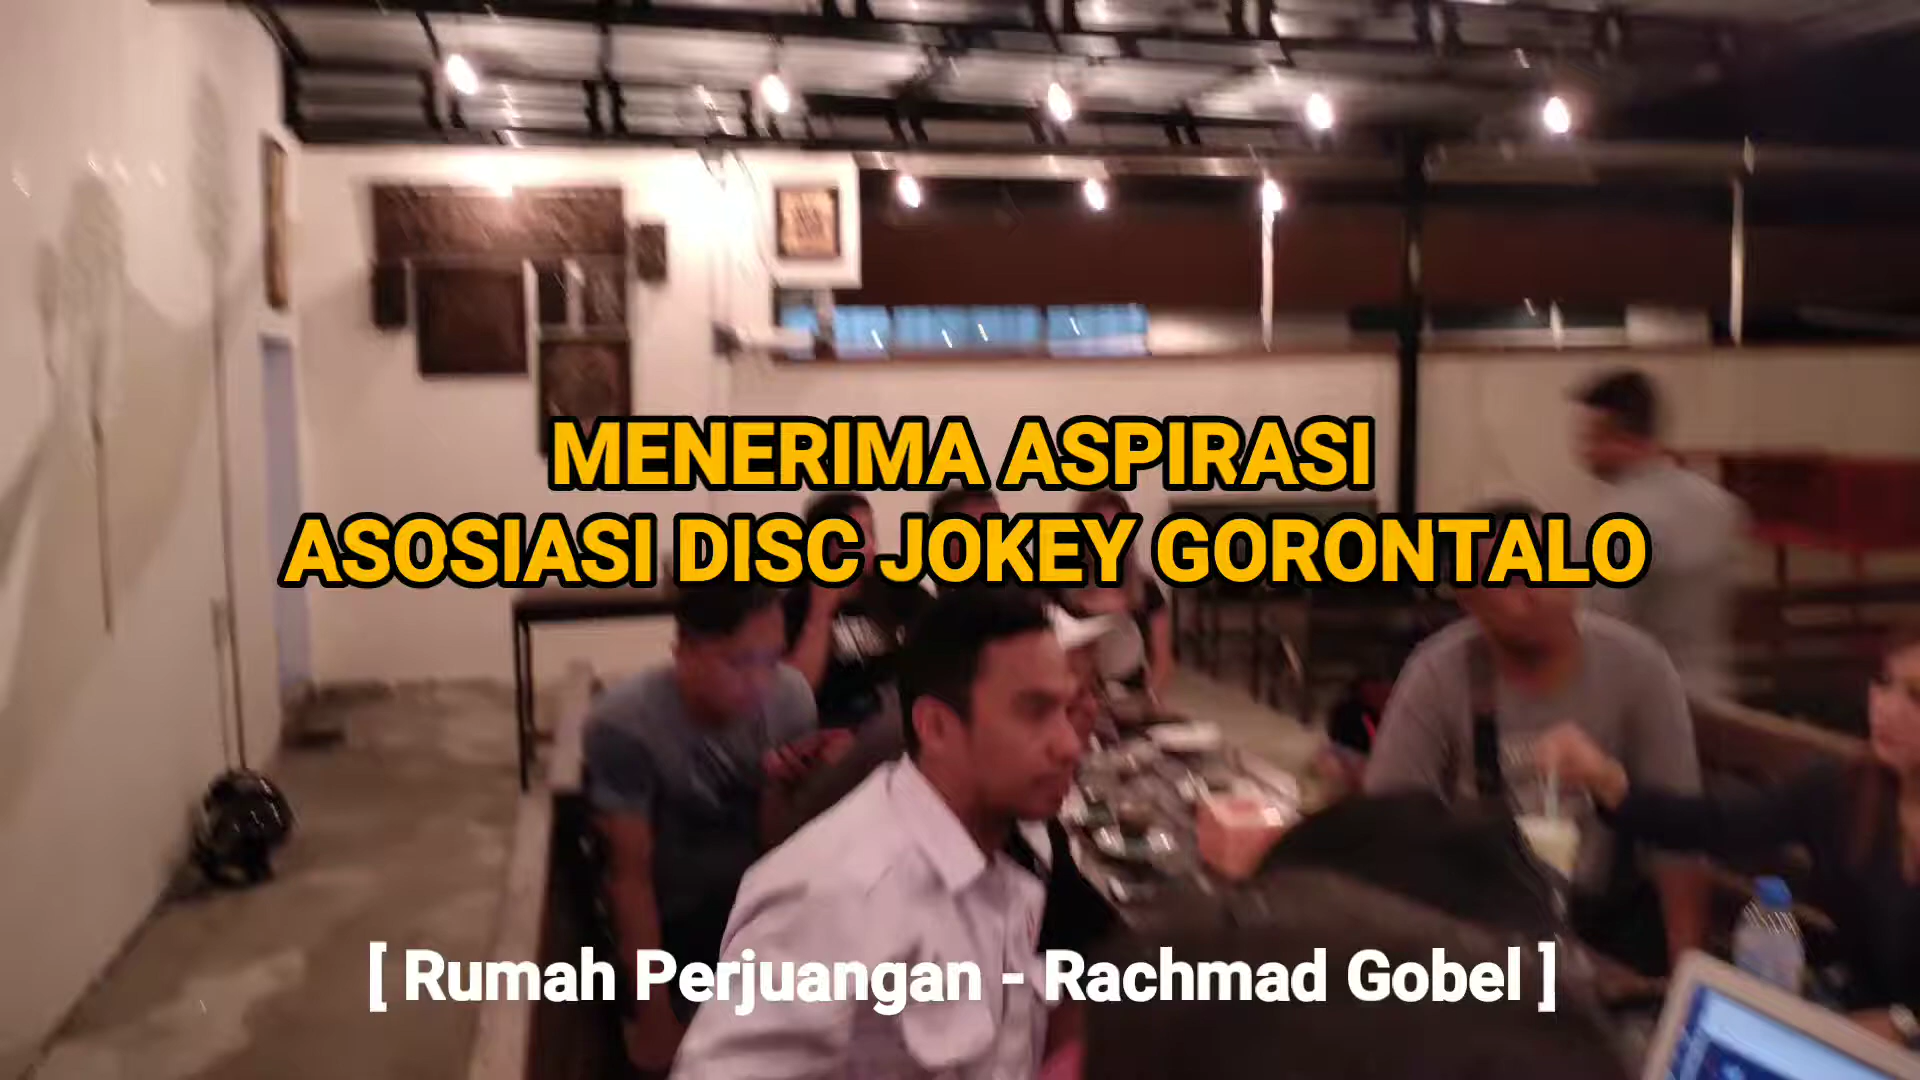 MENERIMA ASPIRASI
ASOSIASI DISC JOKEY GORONTALO
[ Rumah Perjuangan - Rachmad Gobel ]